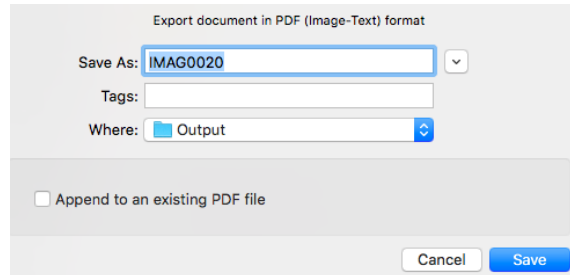 Export document in PDF (Image-Text) format
Save As: IMAG0020
Tags:
Where: Output
Append to an existing PDF file
Cancel Save